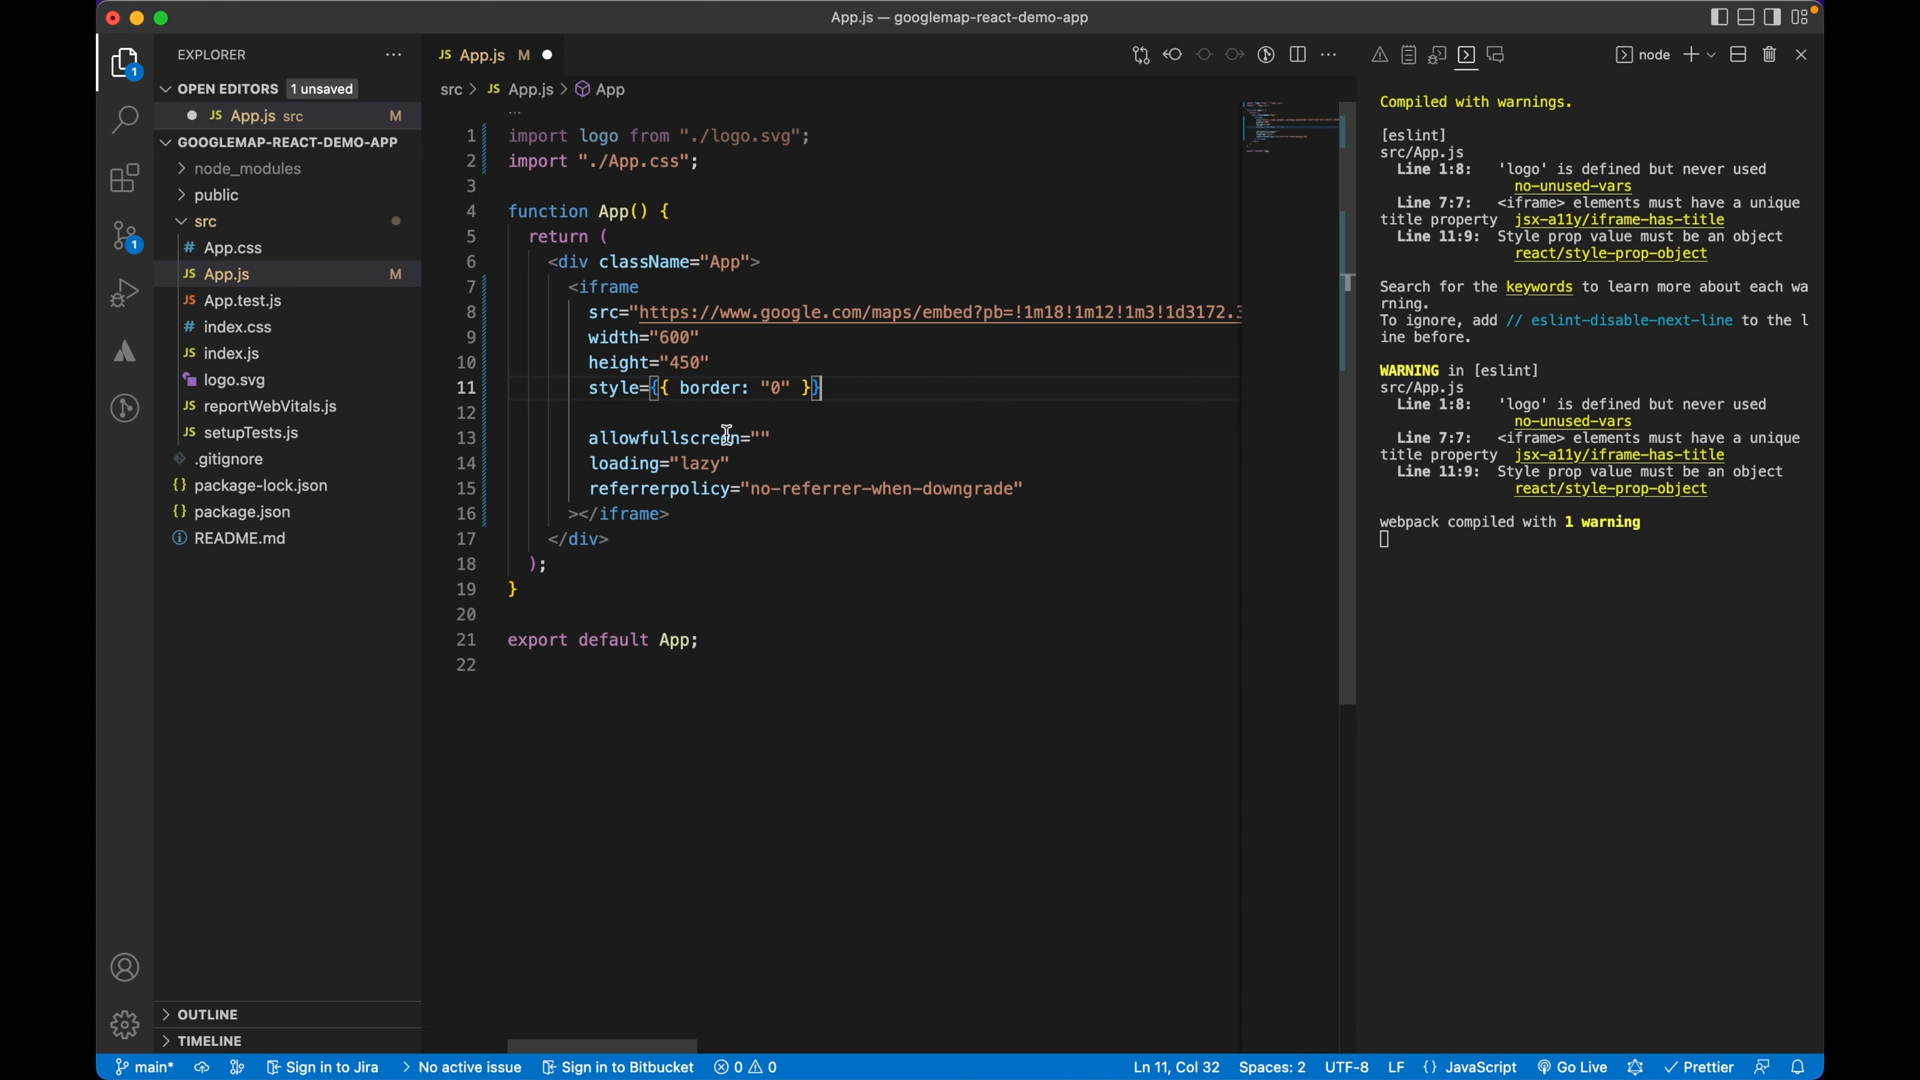 App.js — googlemap-react-demo-app
EXPLORER
OPEN EDITORS 1 unsaved
JS App.js src M
GOOGLEMAP-REACT-DEMO-APP
node_modules
public
src
# App.css
JS App.js M
JS App.test.js
# index.css
JS index.js
logo.svg
JS reportWebVitals.js
JS setupTests.js
.gitignore
{} package-lock.json
{} package.json
README.md
OUTLINE
TIMELINE
1
1
JS App.js M
src > JS App.js > App
1 import logo from "./logo.svg";
2 import "./App.css";
3
4 function App() {
5 return (
6 <div className="App">
7 <iframe
8 src="https://www.google.com/maps/embed?pb=!1m18!1m12!1m3!1d3172.3
9 width="600"
10 height="450"
11 style={{ border: "0" }}
12
13 allowfullscreen=""
14 loading="lazy"
15 referrerpolicy="no-referrer-when-downgrade"
16 ></iframe>
17 </div>
18 );
19 }
20
21 export default App;
22
node
Compiled with warnings.
[eslint]
src/App.js
Line 1:8: 'logo' is defined but never used
no-unused-vars
Line 7:7: <iframe> elements must have a unique
title property jsx-a11y/iframe-has-title
Line 11:9: Style prop value must be an object
react/style-prop-object
Search for the keywords to learn more about each wa
rning.
To ignore, add // eslint-disable-next-line to the l
ine before.
WARNING in [eslint]
src/App.js
Line 1:8: 'logo' is defined but never used
no-unused-vars
Line 7:7: <iframe> elements must have a unique
title property jsx-a11y/iframe-has-title
Line 11:9: Style prop value must be an object
react/style-prop-object
webpack compiled with 1 warning
main* Sign in to Jira No active issue Sign in to Bitbucket 0 0 Ln 11, Col 32 Spaces: 2 UTF-8 LF {} JavaScript Go Live Prettier